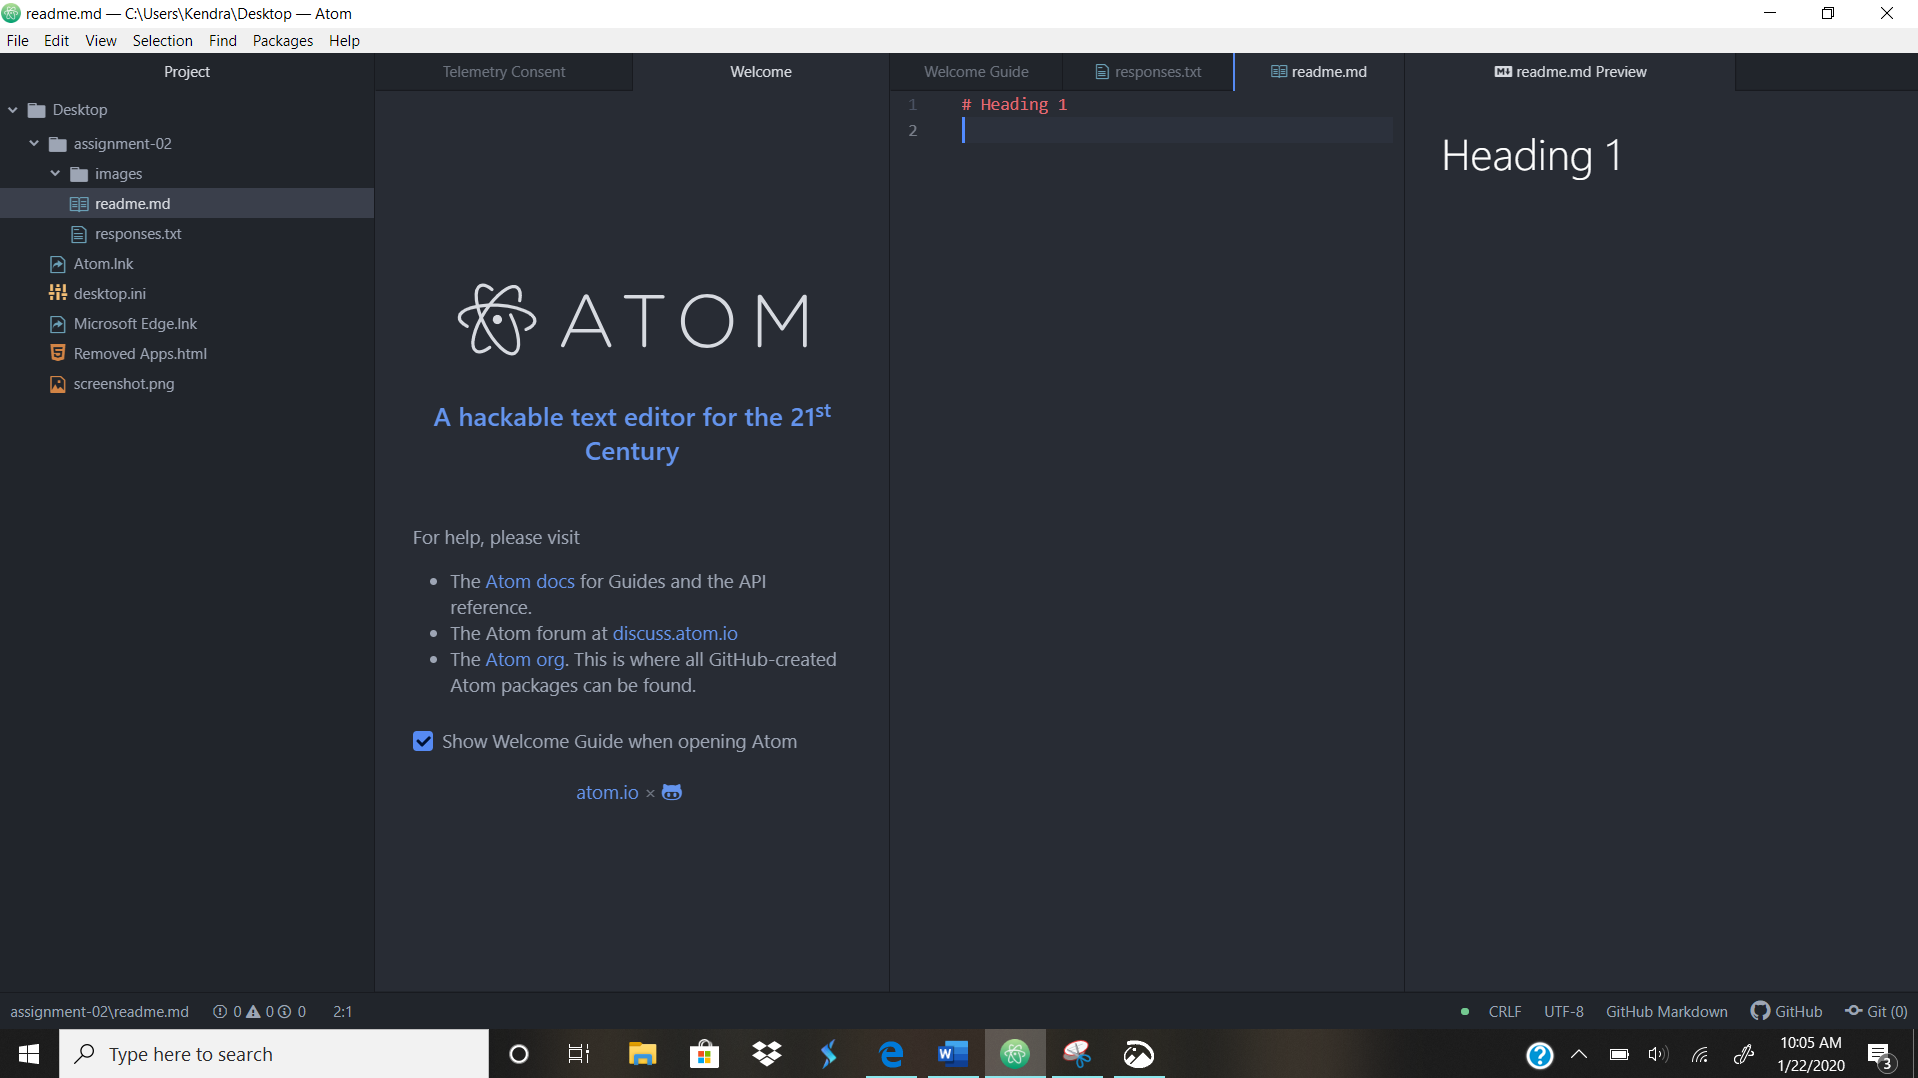 readme.md — C:\Users\Kendra\Desktop — Atom
File Edit View Selection Find Packages Help
Project
Desktop
assignment-02
images
readme.md
responses.txt
Atom.lnk
desktop.ini
Microsoft Edge.lnk
Removed Apps.html
screenshot.png
Telemetry Consent
Welcome
ATOM
A hackable text editor for the 21st
Century
For help, please visit
• The Atom docs for Guides and the API
reference.
• The Atom forum at discuss.atom.io
• The Atom org. This is where all GitHub-created
Atom packages can be found.
Show Welcome Guide when opening Atom
atom.io ×
Welcome Guide
responses.txt
readme.md
1 # Heading 1
2
readme.md Preview
Heading 1
assignment-02\readme.md 0 0 0 2:1
CRLF UTF-8 GitHub Markdown GitHub Git (0)
Type here to search
10:05 AM
1/22/2020
3